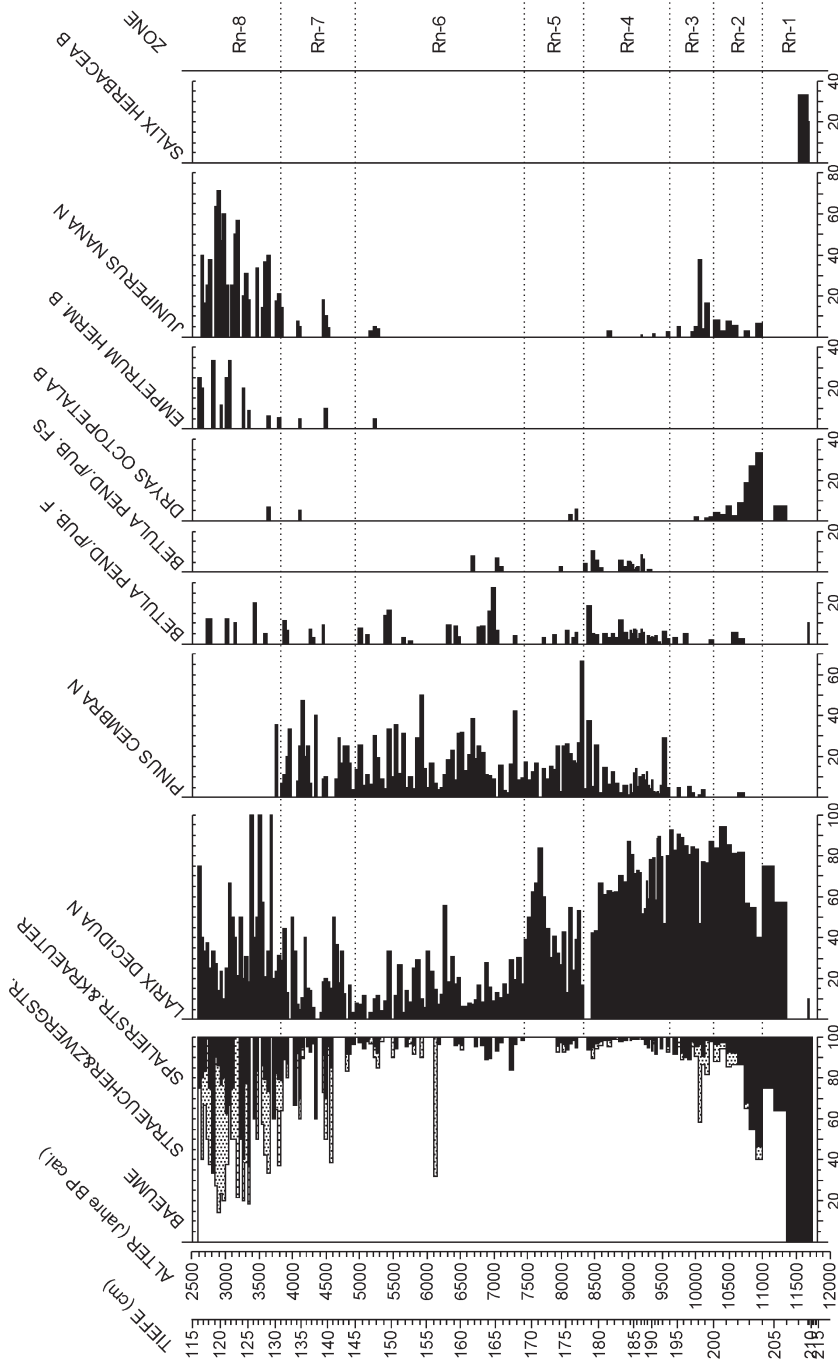 TIEFE (cm)
ALTER (Jahre BP cal.)
BAEUME
STRAEUCHER&ZWERGSTR.
SPALIERSTR.&KRAEUTER
LARIX DECIDUA N
PINUS CEMBRA N
BETULA PEND./PUB. F
BETULA PEND./PUB. FS
DRYAS OCTOPETALA B
EMPETRUM HERM. B
JUNIPERUS NANA N
SALIX HERBACEA B
ZONE
115 120 125 130 135 140 145 150 155 160 165 170 175 180 185 190 195 200 205 210 215
2500 3000 3500 4000 4500 5000 5500 6000 6500 7000 7500 8000 8500 9000 9500 10000 10500 11000 11500 12000
20 40 60 80 100
20 40 60 80 100
20 40 60
20
20
20 40
20 40
20 40 60 80
20 40
Rn-8
Rn-7
Rn-6
Rn-5
Rn-4
Rn-3
Rn-2
Rn-1